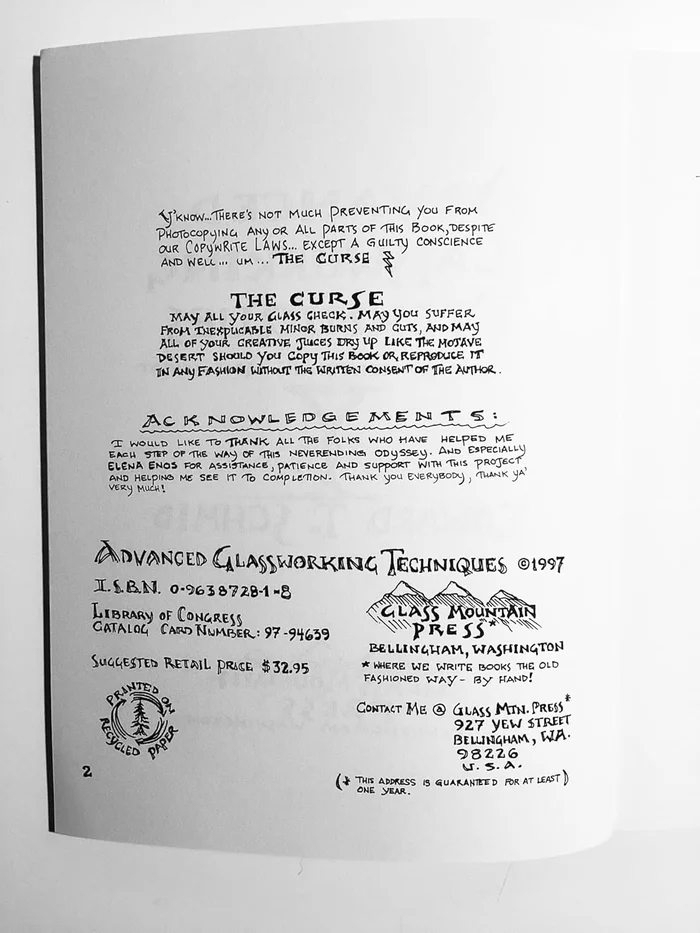 Y'KNOW... THERE'S NOT MUCH PREVENTING YOU FROM
PHOTOCOPYING ANY OR ALL PARTS OF THIS BOOK, DESPITE
OUR COPYWRITE LAWS... EXCEPT A GUILTY CONSCIENCE
AND WELL... UM... THE CURSE
THE CURSE
MAY ALL YOUR GLASS CHECK. MAY YOU SUFFER
FROM INEXPLICABLE MINOR BURNS AND CUTS, AND MAY
ALL OF YOUR CREATIVE JUICES DRY UP LIKE THE MOJAVE
DESERT SHOULD YOU COPY THIS BOOK OR REPRODUCE IT
IN ANY FASHION WITHOUT THE WRITTEN CONSENT OF THE AUTHOR.
ACKNOWLEDGEMENTS:
I WOULD LIKE TO THANK ALL THE FOLKS WHO HAVE HELPED ME
EACH STEP OF THE WAY OF THIS NEVERENDING ODYSSEY. AND ESPECIALLY
ELENA ENOS FOR ASSISTANCE, PATIENCE AND SUPPORT WITH THIS PROJECT
AND HELPING ME SEE IT TO COMPLETION. THANK YOU EVERYBODY, THANK YA'
VERY MUCH!
ADVANCED GLASSWORKING TECHNIQUES ©1997
I.S.B.N. 0-9638728-1-8
LIBRARY OF CONGRESS
CATALOG CARD NUMBER: 97-94639
SUGGESTED RETAIL PRICE $32.95
PRINTED ON
RECYCLED PAPER
GLASS MOUNTAIN
PRESS*
BELLINGHAM, WASHINGTON
* WHERE WE WRITE BOOKS THE OLD
FASHIONED WAY - BY HAND!
CONTACT ME @ GLASS MTN. PRESS*
927 YEW STREET
BELLINGHAM, WA.
98226
U.S.A.
(* THIS ADDRESS IS GUARANTEED FOR AT LEAST)
ONE YEAR.
2